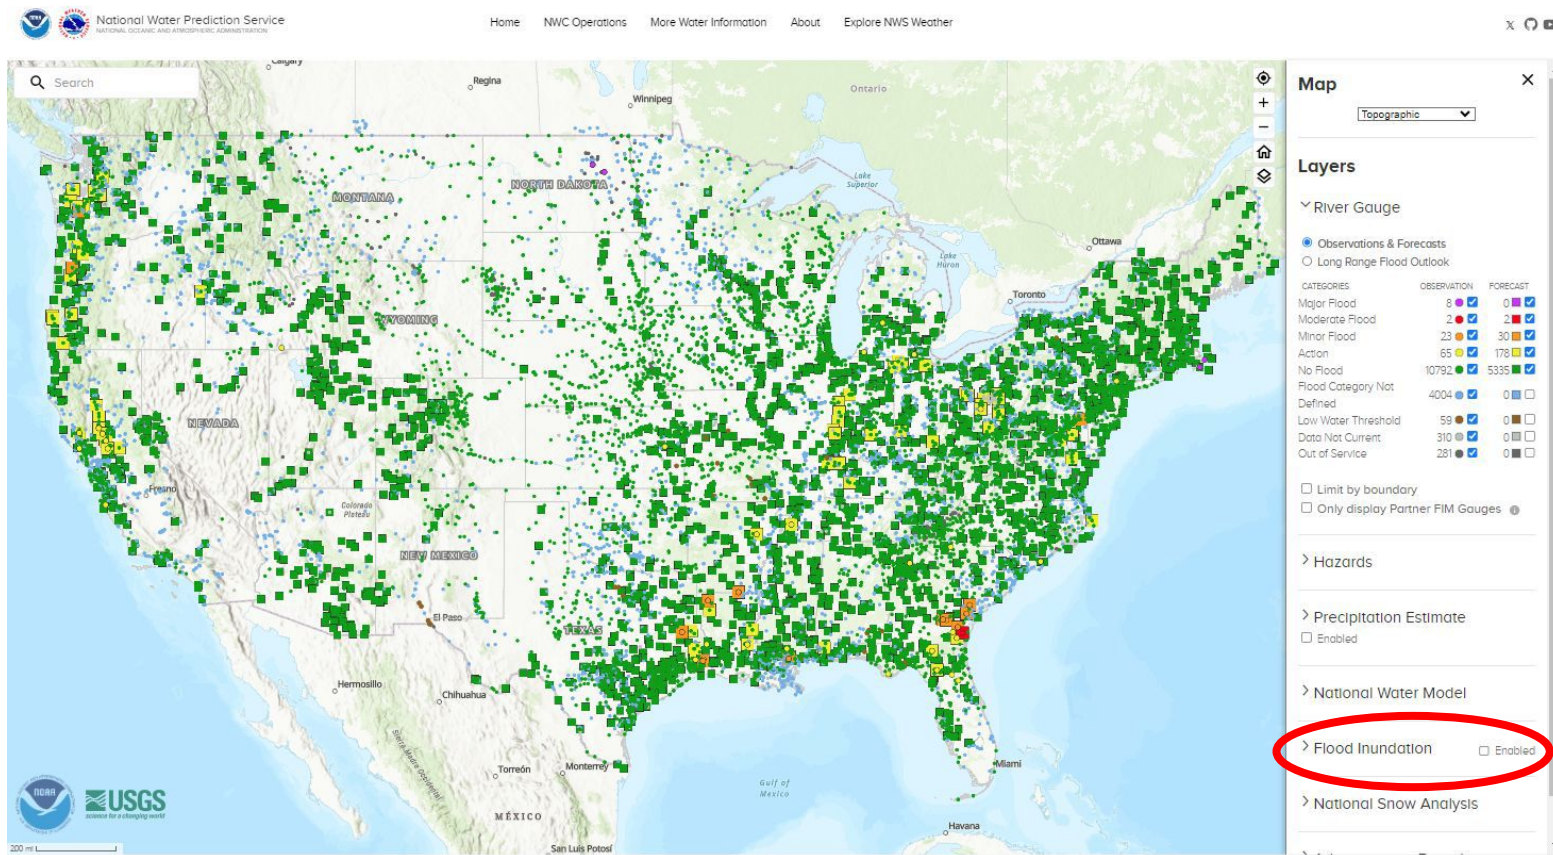 National Water Prediction Service
NATIONAL OCEANIC AND ATMOSPHERIC ADMINISTRATION
Home NWC Operations More Water Information About Explore NWS Weather
Search
Calgary
Regina
Winnipeg
Ontario
Lake Superior
MONTANA
NORTH DAKOTA
Ottawa
Lake Huron
Toronto
WYOMING
NEVADA
Fresno
Colorado Plateau
NEW MEXICO
El Paso
TEXAS
Hermosillo
Chihuahua
Sierra Madre Occidental
Torreón
Monterrey
Miami
Gulf of Mexico
MÉXICO
Havana
San Luis Potosí
NOAA
USGS
science for a changing world
200 mi
Map
Topographic
Layers
River Gauge
Observations & Forecasts
Long Range Flood Outlook
CATEGORIES OBSERVATION FORECAST
Major Flood 8 0
Moderate Flood 2 2
Minor Flood 23 30
Action 65 178
No Flood 10792 5335
Flood Category Not Defined 4004 0
Low Water Threshold 59 0
Data Not Current 310 0
Out of Service 281 0
Limit by boundary
Only display Partner FIM Gauges
Hazards
Precipitation Estimate
Enabled
National Water Model
Flood Inundation Enabled
National Snow Analysis